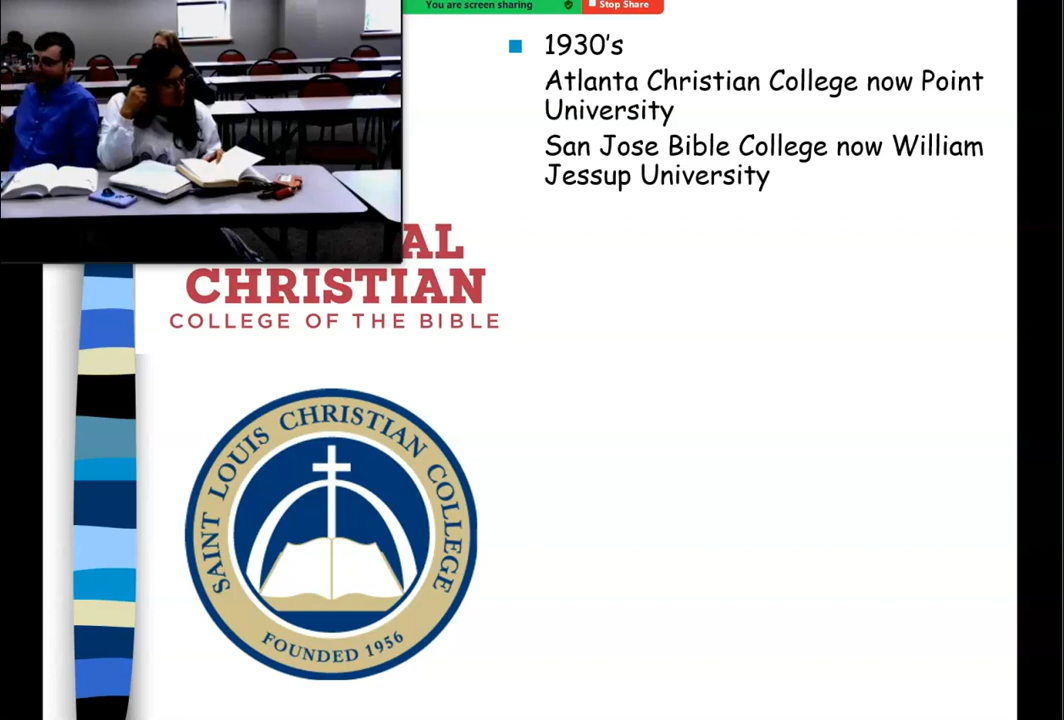 You are screen sharing
Stop Share
1930's
Atlanta Christian College now Point
University
San Jose Bible College now William
Jessup University
AL
CHRISTIAN
COLLEGE OF THE BIBLE
SAINT LOUIS CHRISTIAN COLLEGE
FOUNDED 1956